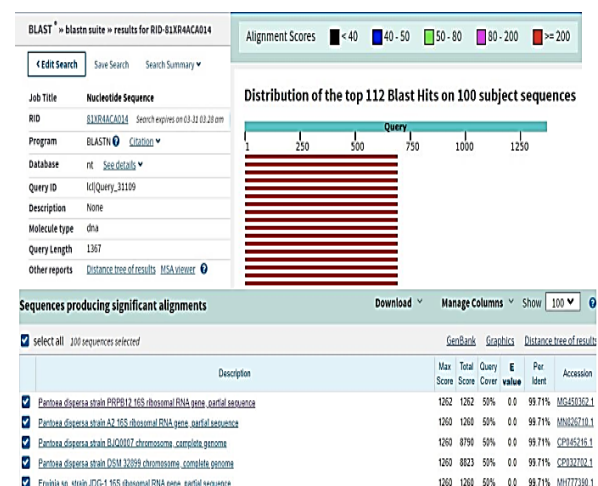 BLAST ® » blastn suite » results for RID-81XR4ACA014
‹ Edit Search Save Search Search Summary
Job Title Nucleotide Sequence
RID 81XR4ACA014 Search expires on 03-31 03:28 am
Program BLASTN ? Citation
Database nt See details
Query ID lcl|Query_31109
Description None
Molecule type dna
Query Length 1367
Other reports Distance tree of results MSA viewer ?
Alignment Scores < 40 40 - 50 50 - 80 80 - 200 >= 200
Distribution of the top 112 Blast Hits on 100 subject sequences
Query
1 250 500 750 1000 1250
Sequences producing significant alignments Download Manage Columns Show 100 ?
select all 100 sequences selected GenBank Graphics Distance tree of results
Description Max Score Total Score Query Cover E value Per Ident Accession
Pantoea dispersa strain PRPB12 16S ribosomal RNA gene, partial sequence 1262 1262 50% 0.0 99.71% MG450362.1
Pantoea dispersa strain A2 16S ribosomal RNA gene, partial sequence 1260 1260 50% 0.0 99.71% MN826710.1
Pantoea dispersa strain BJQ0007 chromosome, complete genome 1260 8790 50% 0.0 99.71% CP045216.1
Pantoea dispersa strain DSM 32899 chromosome, complete genome 1260 8823 50% 0.0 99.71% CP032702.1
Erwinia sp. strain JDG-1 16S ribosomal RNA gene, partial sequence 1260 1260 50% 0.0 99.71% MH777390.1